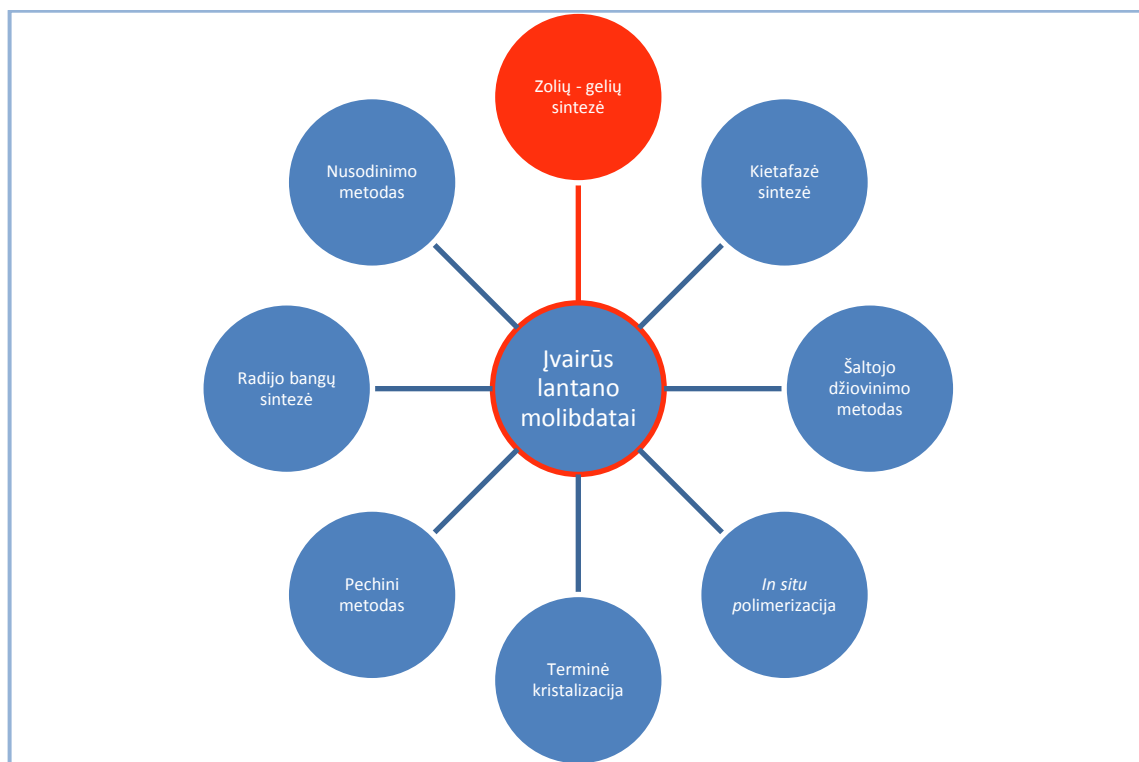 Zolių - gelių
sintezė
Nusodinimo
metodas
Kietafazė
sintezė
Radijo bangų
sintezė
Įvairūs
lantano
molibdatai
Šaltojo
džiovinimo
metodas
Pechini
metodas
In situ
polimerizacija
Terminė
kristalizacija